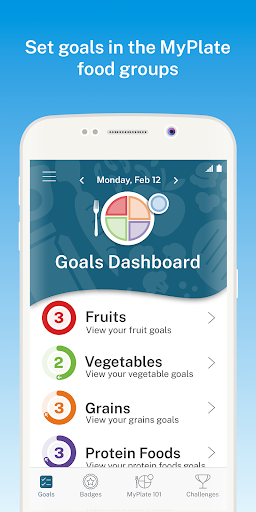 Set goals in the MyPlate
food groups
Monday, Feb 12
Goals Dashboard
3
Fruits
View your fruit goals
2
Vegetables
View your vegetable goals
3
Grains
View your grains goals
3
Protein Foods
View your protein foods goals
Goals
Badges
MyPlate 101
Challenges